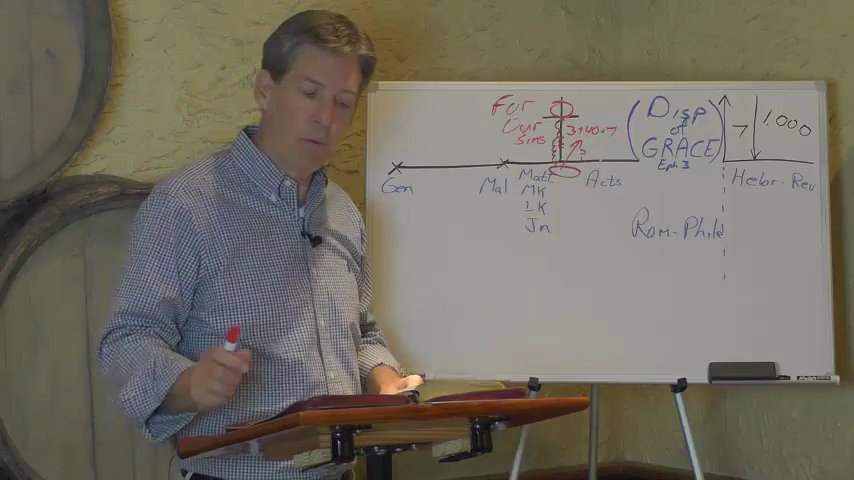 For
Our
sins
3+40+7
Disp
of
GRACE
Eph 3
7
1,000
Gen
Mal
Matt
MK
LK
Jn
Acts
Hebr-Rev
Rom-Phile